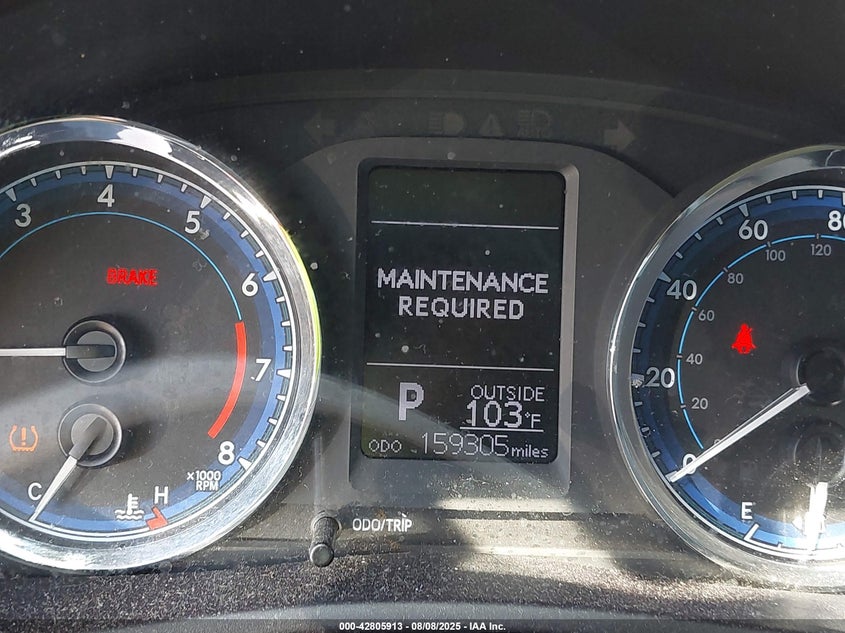 3 4 5 6 7 8
×1000
RPM
BRAKE
C H
MAINTENANCE
REQUIRED
P
OUTSIDE
103°F
ODO 159305 miles
ODO/TRIP
0 20 40 60 80
20 40 60 80 100 120
E
000-42805913 - 08/08/2025 - IAA Inc.